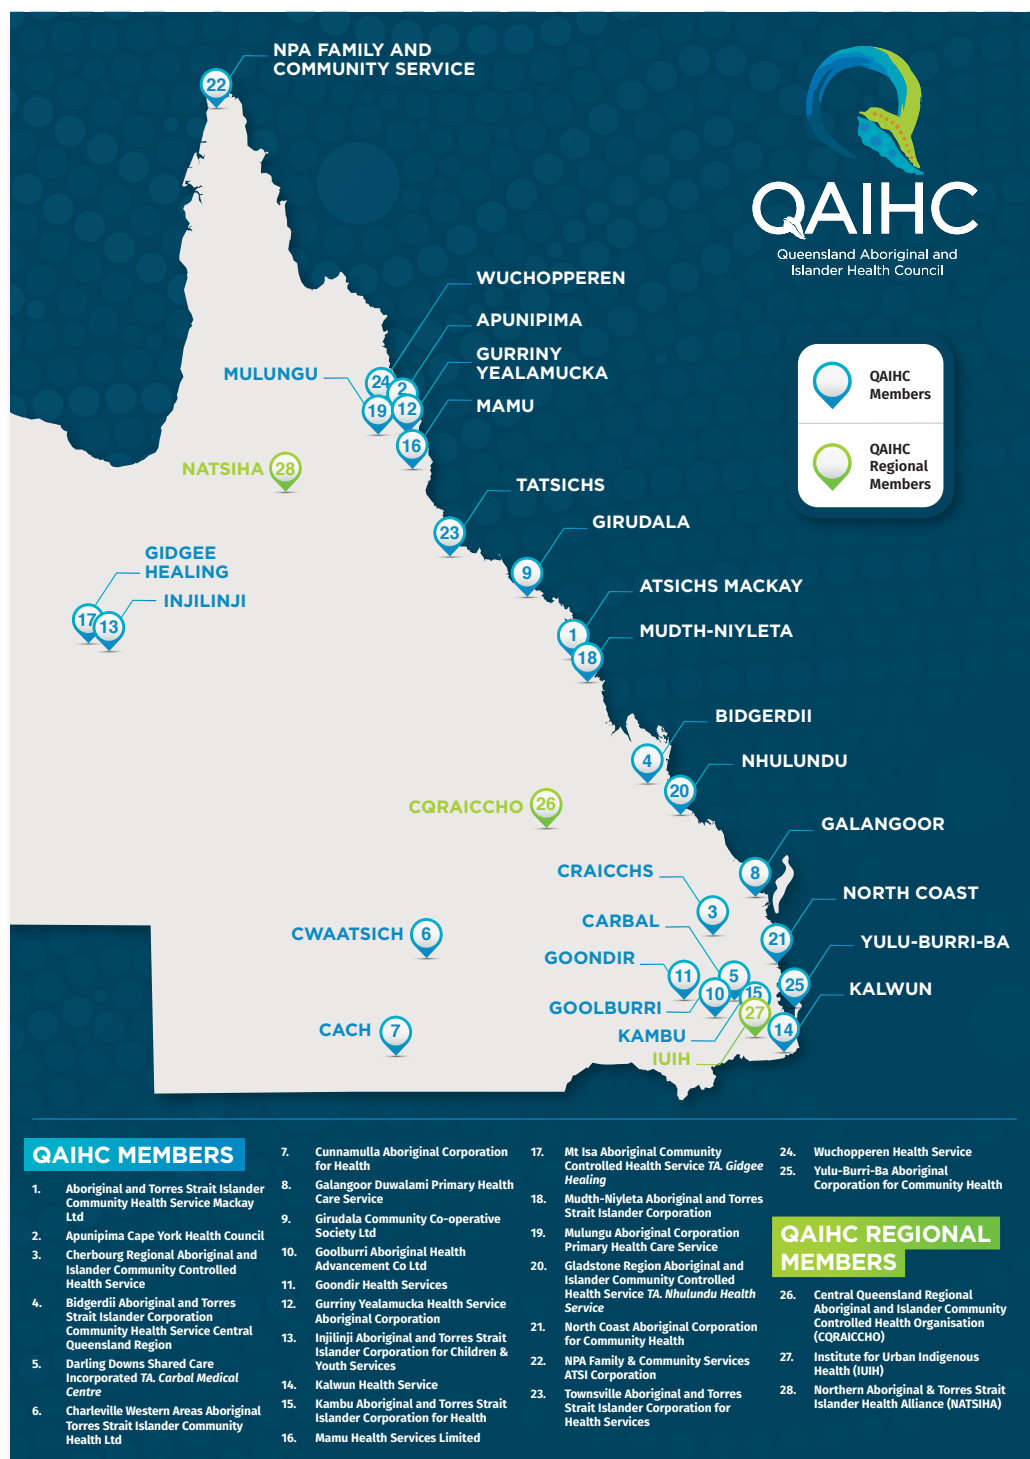 NPA FAMILY AND
COMMUNITY SERVICE
22
QAIHC
Queensland Aboriginal and
Islander Health Council
WUCHOPPEREN
APUNIPIMA
GURRINY
YEALAMUCKA
MULUNGU
24
2
19
12
MAMU
16
QAIHC
Members
QAIHC
Regional
Members
NATSIHA
28
TATSICHS
23
GIRUDALA
9
GIDGEE
HEALING
INJILINJI
17
13
ATSICHS MACKAY
1
MUDTH-NIYLETA
18
BIDGERDII
4
NHULUNDU
20
CQRAICCHO
26
GALANGOOR
8
CRAICCHS
3
NORTH COAST
21
CARBAL
CWAATSICH
6
YULU-BURRI-BA
GOONDIR
11
5
25
10
15
KALWUN
GOOLBURRI
27
14
CACH
7
KAMBU
IUIH
QAIHC MEMBERS
1. Aboriginal and Torres Strait Islander
Community Health Service Mackay
Ltd
2. Apunipima Cape York Health Council
3. Cherbourg Regional Aboriginal and
Islander Community Controlled
Health Service
4. Bidgerdii Aboriginal and Torres
Strait Islander Corporation
Community Health Service Central
Queensland Region
5. Darling Downs Shared Care
Incorporated TA. Carbal Medical
Centre
6. Charleville Western Areas Aboriginal
Torres Strait Islander Community
Health Ltd
7. Cunnamulla Aboriginal Corporation
for Health
8. Galangoor Duwalami Primary Health
Care Service
9. Girudala Community Co-operative
Society Ltd
10. Goolburri Aboriginal Health
Advancement Co Ltd
11. Goondir Health Services
12. Gurriny Yealamucka Health Service
Aboriginal Corporation
13. Injilinji Aboriginal and Torres Strait
Islander Corporation for Children &
Youth Services
14. Kalwun Health Service
15. Kambu Aboriginal and Torres Strait
Islander Corporation for Health
16. Mamu Health Services Limited
17. Mt Isa Aboriginal Community
Controlled Health Service TA. Gidgee
Healing
18. Mudth-Niyleta Aboriginal and Torres
Strait Islander Corporation
19. Mulungu Aboriginal Corporation
Primary Health Care Service
20. Gladstone Region Aboriginal and
Islander Community Controlled
Health Service TA. Nhulundu Health
Service
21. North Coast Aboriginal Corporation
for Community Health
22. NPA Family & Community Services
ATSI Corporation
23. Townsville Aboriginal and Torres
Strait Islander Corporation for
Health Services
24. Wuchopperen Health Service
25. Yulu-Burri-Ba Aboriginal
Corporation for Community Health
QAIHC REGIONAL
MEMBERS
26. Central Queensland Regional
Aboriginal and Islander Community
Controlled Health Organisation
(CQRAICCHO)
27. Institute for Urban Indigenous
Health (IUIH)
28. Northern Aboriginal & Torres Strait
Islander Health Alliance (NATSIHA)